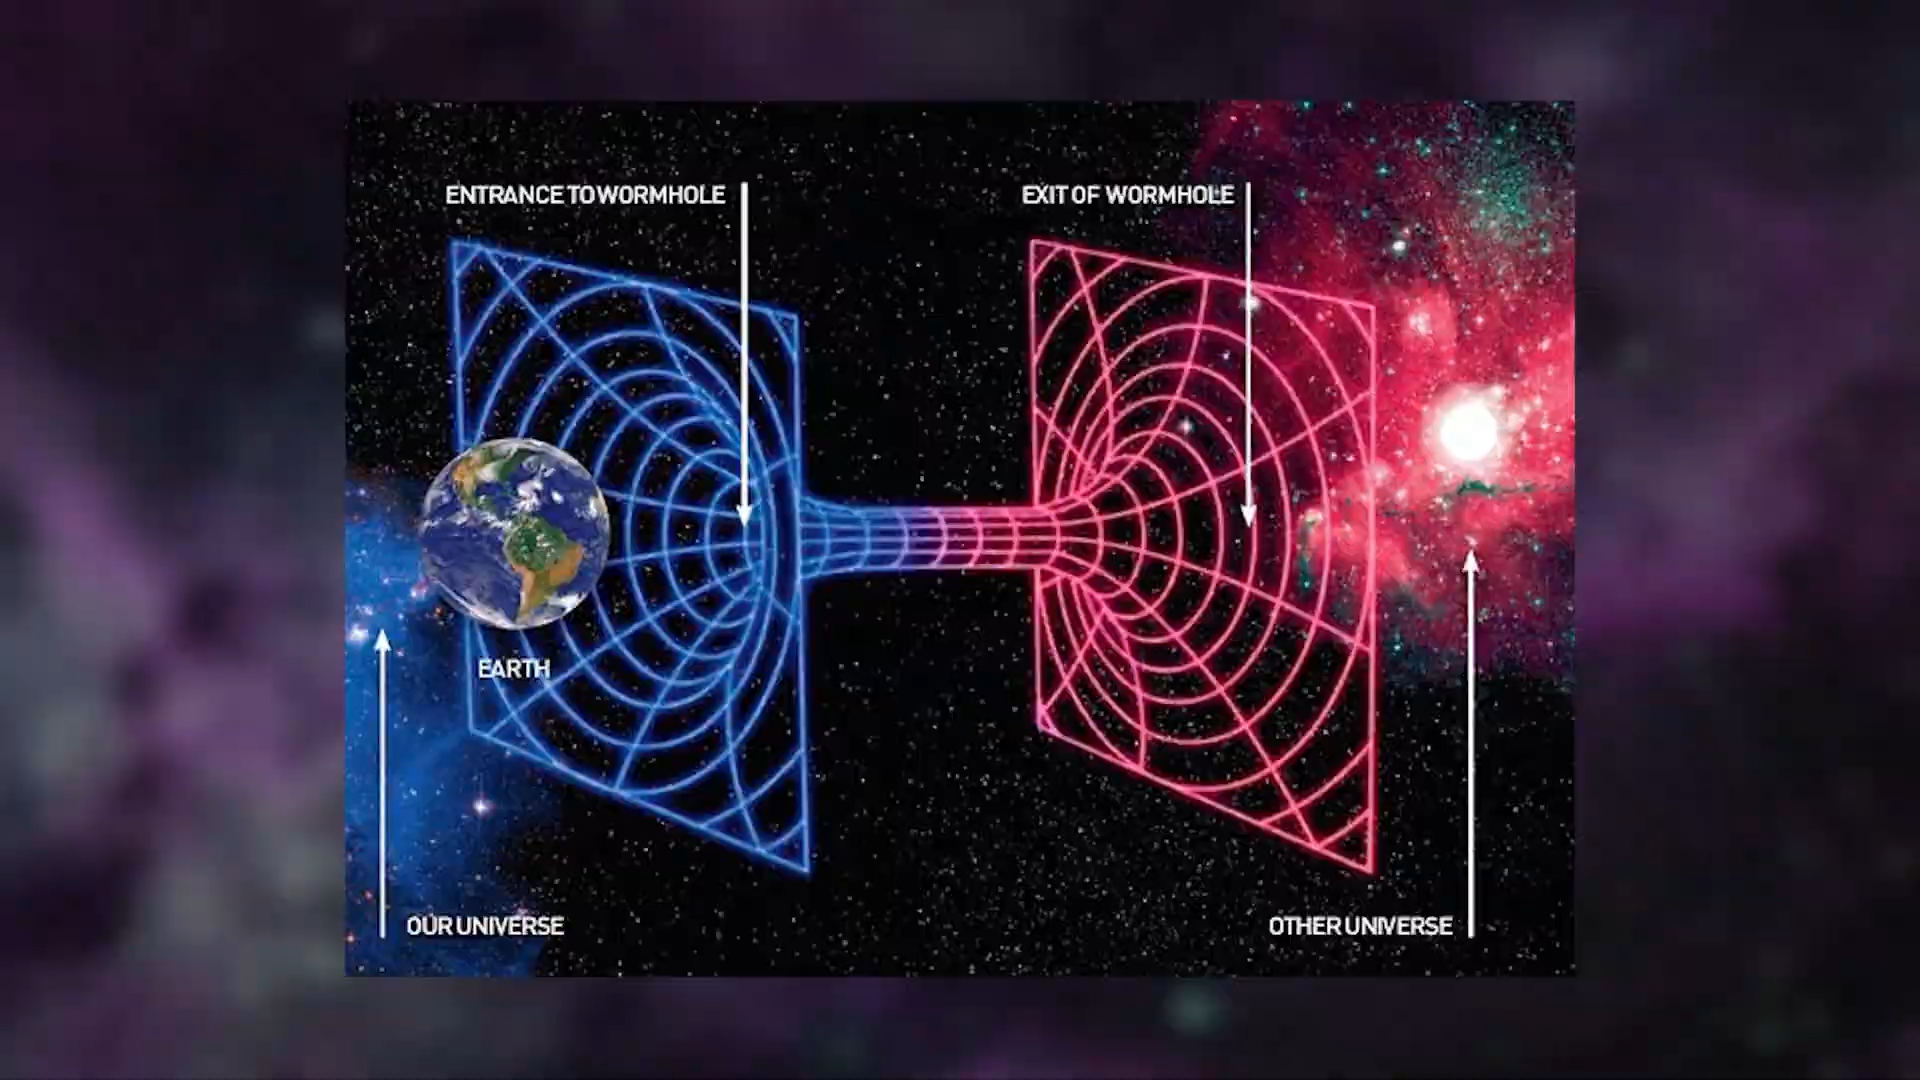 ENTRANCE TO WORMHOLE
EXIT OF WORMHOLE
EARTH
OUR UNIVERSE
OTHER UNIVERSE